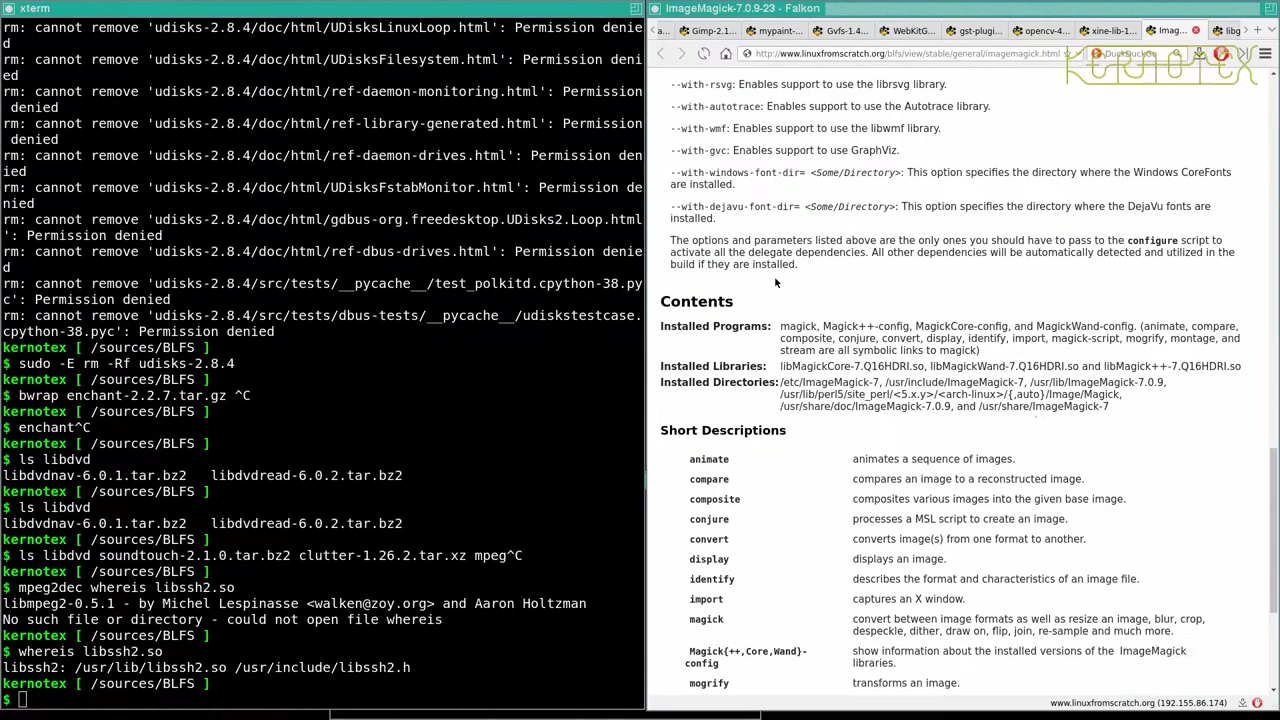 xterm
rm: cannot remove 'udisks-2.8.4/doc/html/UDisksLinuxLoop.html': Permission denie
d
rm: cannot remove 'udisks-2.8.4/doc/html/UDisksFilesystem.html': Permission deni
ed
rm: cannot remove 'udisks-2.8.4/doc/html/ref-daemon-monitoring.html': Permission
 denied
rm: cannot remove 'udisks-2.8.4/doc/html/ref-library-generated.html': Permission
 denied
rm: cannot remove 'udisks-2.8.4/doc/html/ref-daemon-drives.html': Permission den
ied
rm: cannot remove 'udisks-2.8.4/doc/html/UDisksFstabMonitor.html': Permission de
nied
rm: cannot remove 'udisks-2.8.4/doc/html/gdbus-org.freedesktop.UDisks2.Loop.html
': Permission denied
rm: cannot remove 'udisks-2.8.4/doc/html/ref-dbus-drives.html': Permission denie
d
rm: cannot remove 'udisks-2.8.4/src/tests/__pycache__/test_polkitd.cpython-38.py
c': Permission denied
rm: cannot remove 'udisks-2.8.4/src/tests/dbus-tests/__pycache__/udiskstestcase.
cpython-38.pyc': Permission denied
kernotex [ /sources/BLFS ]
$ sudo -E rm -Rf udisks-2.8.4
kernotex [ /sources/BLFS ]
$ bwrap enchant-2.2.7.tar.gz ^C
kernotex [ /sources/BLFS ]
$ enchant^C
kernotex [ /sources/BLFS ]
$ ls libdvd
libdvdnav-6.0.1.tar.bz2   libdvdread-6.0.2.tar.bz2
kernotex [ /sources/BLFS ]
$ ls libdvd
libdvdnav-6.0.1.tar.bz2   libdvdread-6.0.2.tar.bz2
kernotex [ /sources/BLFS ]
$ ls libdvd soundtouch-2.1.0.tar.bz2 clutter-1.26.2.tar.xz mpeg^C
kernotex [ /sources/BLFS ]
$ mpeg2dec whereis libssh2.so
libmpeg2-0.5.1 - by Michel Lespinasse <walken@zoy.org> and Aaron Holtzman
No such file or directory - could not open file whereis
kernotex [ /sources/BLFS ]
$ whereis libssh2.so
libssh2: /usr/lib/libssh2.so /usr/include/libssh2.h
kernotex [ /sources/BLFS ]
$
ImageMagick-7.0.9-23 - Falkon
a... Gimp-2.1... mypaint-... Gvfs-1.4... WebKitG... gst-plugin... opencv-4... xine-lib-1... Imag... libg
http://www.linuxfromscratch.org/blfs/view/stable/general/imagemagick.html DuckDuckGo
KERNOTEX
--with-rsvg: Enables support to use the librsvg library.
--with-autotrace: Enables support to use the Autotrace library.
--with-wmf: Enables support to use the libwmf library.
--with-gvc: Enables support to use GraphViz.
--with-windows-font-dir= <Some/Directory>: This option specifies the directory where the Windows CoreFonts
are installed.
--with-dejavu-font-dir= <Some/Directory>: This option specifies the directory where the DejaVu fonts are
installed.
The options and parameters listed above are the only ones you should have to pass to the configure script to
activate all the delegate dependencies. All other dependencies will be automatically detected and utilized in the
build if they are installed.
Contents
Installed Programs: magick, Magick++-config, MagickCore-config, and MagickWand-config. (animate, compare,
composite, conjure, convert, display, identify, import, magick-script, mogrify, montage, and
stream are all symbolic links to magick)
Installed Libraries: libMagickCore-7.Q16HDRI.so, libMagickWand-7.Q16HDRI.so and libMagick++-7.Q16HDRI.so
Installed Directories: /etc/ImageMagick-7, /usr/include/ImageMagick-7, /usr/lib/ImageMagick-7.0.9,
/usr/lib/perl5/site_perl/<5.x.y>/<arch-linux>/{,auto}/Image/Magick,
/usr/share/doc/ImageMagick-7.0.9, and /usr/share/ImageMagick-7
Short Descriptions
animate animates a sequence of images.
compare compares an image to a reconstructed image.
composite composites various images into the given base image.
conjure processes a MSL script to create an image.
convert converts image(s) from one format to another.
display displays an image.
identify describes the format and characteristics of an image file.
import captures an X window.
magick convert between image formats as well as resize an image, blur, crop,
despeckle, dither, draw on, flip, join, re-sample and much more.
Magick{++,Core,Wand}- show information about the installed versions of the ImageMagick
config libraries.
mogrify transforms an image.
www.linuxfromscratch.org (192.155.86.174)